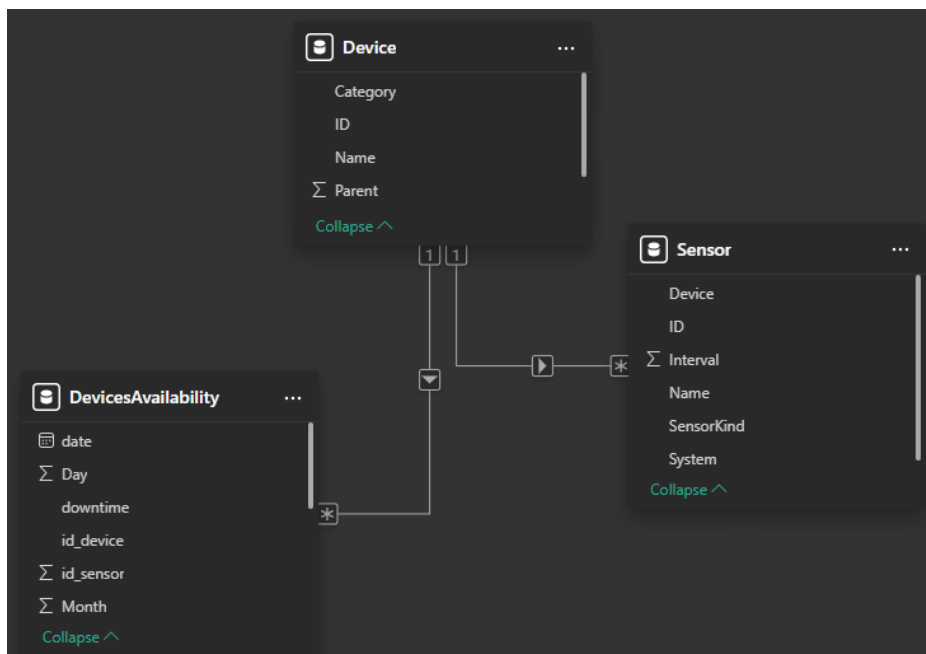 Device
...
Category
ID
Name
Σ Parent
Collapse
1 1
Sensor
...
Device
ID
Σ Interval
Name
SensorKind
System
Collapse
*
DevicesAvailability
...
date
Σ Day
downtime
id_device
Σ id_sensor
Σ Month
Collapse
*